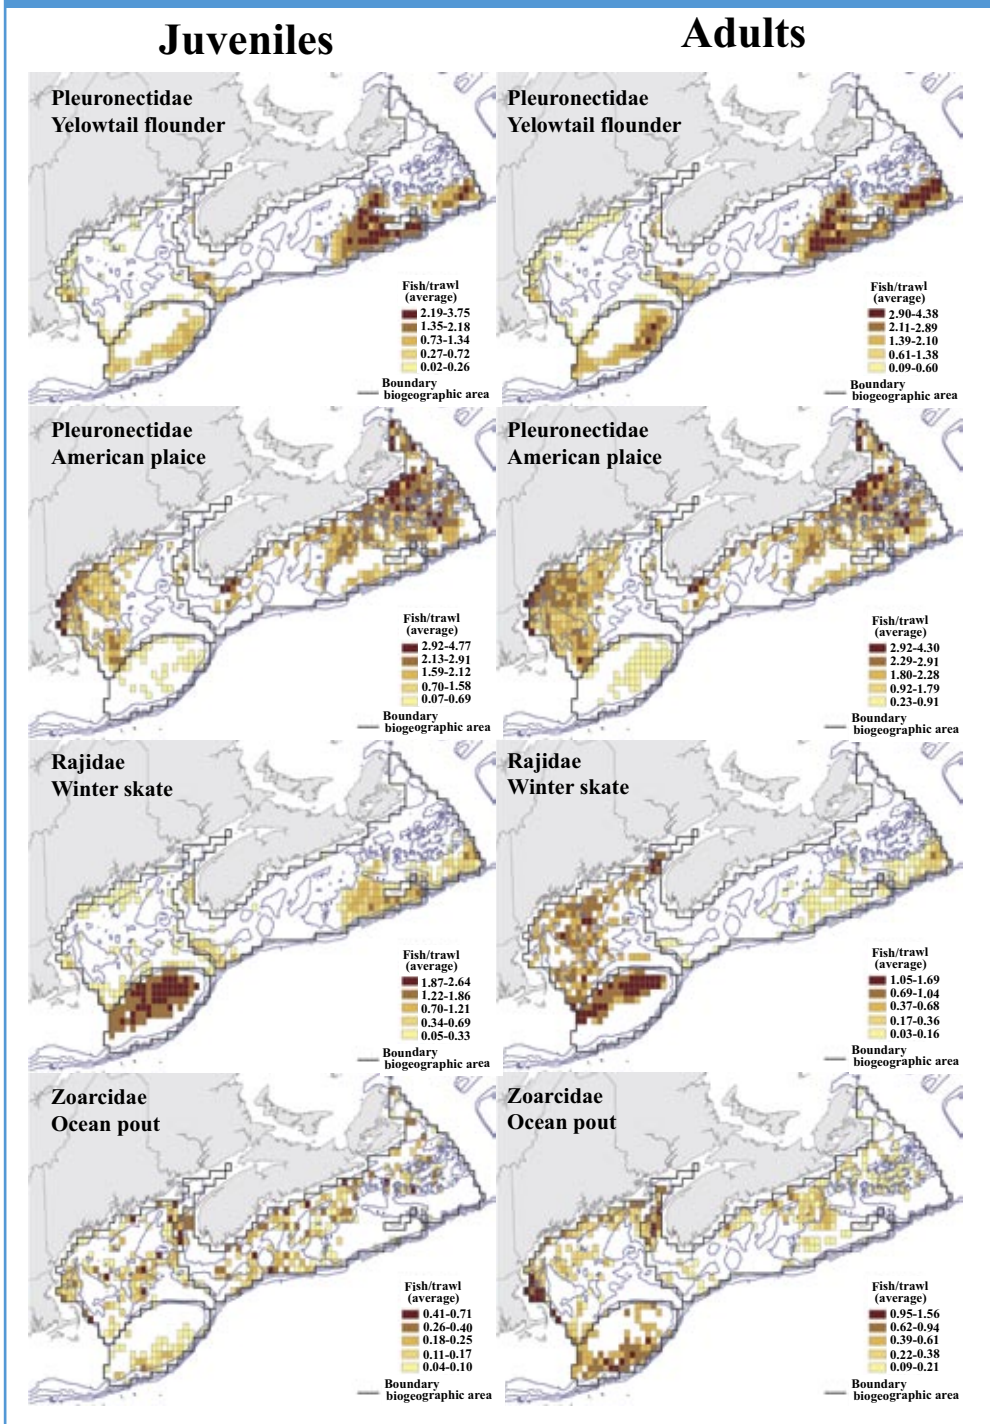 Juveniles
Adults
Pleuronectidae
Yelowtail flounder
Fish/trawl
(average)
2.19-3.75
1.35-2.18
0.73-1.34
0.27-0.72
0.02-0.26
Boundary
biogeographic area
Pleuronectidae
Yelowtail flounder
Fish/trawl
(average)
2.90-4.38
2.11-2.89
1.39-2.10
0.61-1.38
0.09-0.60
Boundary
biogeographic area
Pleuronectidae
American plaice
Fish/trawl
(average)
2.92-4.77
2.13-2.91
1.59-2.12
0.70-1.58
0.07-0.69
Boundary
biogeographic area
Pleuronectidae
American plaice
Fish/trawl
(average)
2.92-4.30
2.29-2.91
1.80-2.28
0.92-1.79
0.23-0.91
Boundary
biogeographic area
Rajidae
Winter skate
Fish/trawl
(average)
1.87-2.64
1.22-1.86
0.70-1.21
0.34-0.69
0.05-0.33
Boundary
biogeographic area
Rajidae
Winter skate
Fish/trawl
(average)
1.05-1.69
0.69-1.04
0.37-0.68
0.17-0.36
0.03-0.16
Boundary
biogeographic area
Zoarcidae
Ocean pout
Fish/trawl
(average)
0.41-0.71
0.26-0.40
0.18-0.25
0.11-0.17
0.04-0.10
Boundary
biogeographic area
Zoarcidae
Ocean pout
Fish/trawl
(average)
0.95-1.56
0.62-0.94
0.39-0.61
0.22-0.38
0.09-0.21
Boundary
biogeographic area